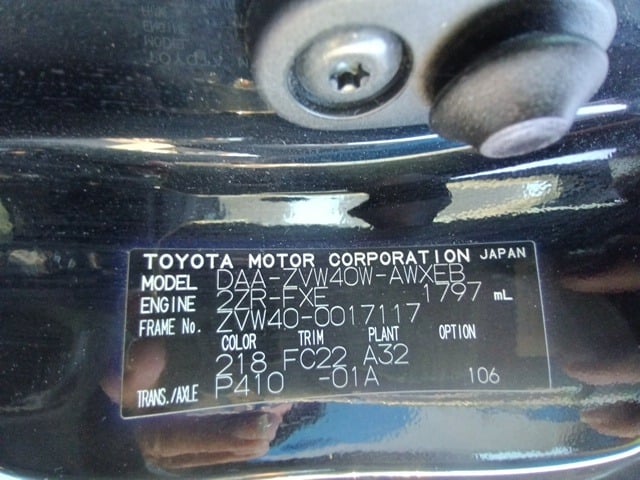 TOYOTA MOTOR CORPORATION JAPAN
MODEL DAA-ZVW40W-AWXEB
ENGINE 2ZR-FXE 1797 mL
FRAME No. ZVW40-0017117
COLOR TRIM PLANT OPTION
218 FC22 A32
TRANS./AXLE P410 -01A 106